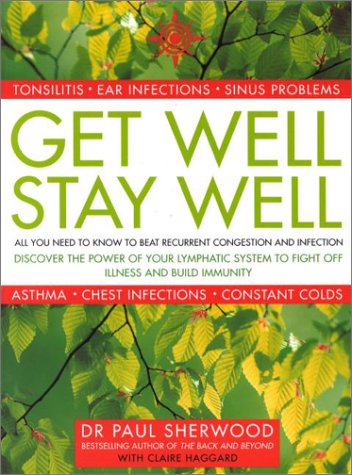 TONSILITIS · EAR INFECTIONS · SINUS PROBLEMS
GET WELL
STAY WELL
ALL YOU NEED TO KNOW TO BEAT RECURRENT CONGESTION AND INFECTION
DISCOVER THE POWER OF YOUR LYMPHATIC SYSTEM TO FIGHT OFF
ILLNESS AND BUILD IMMUNITY
ASTHMA · CHEST INFECTIONS · CONSTANT COLDS
DR PAUL SHERWOOD
BESTSELLING AUTHOR OF THE BACK AND BEYOND
WITH CLAIRE HAGGARD